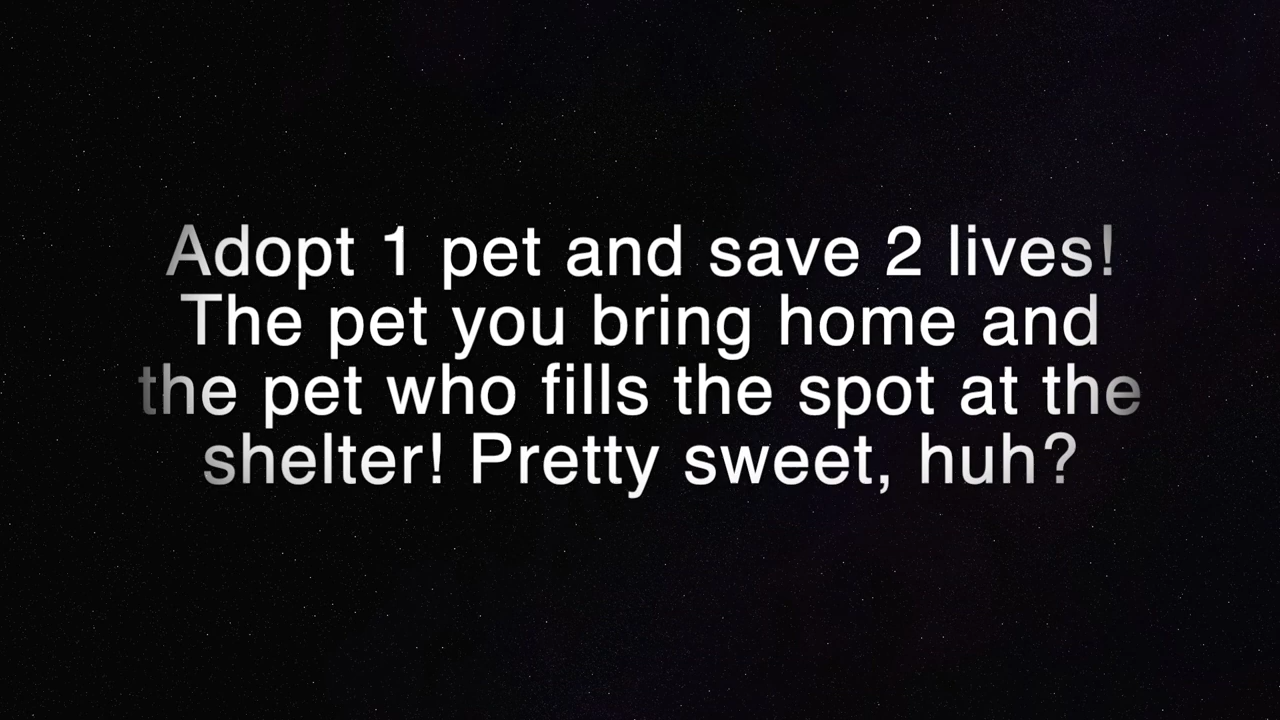 Adopt 1 pet and save 2 lives!
The pet you bring home and
the pet who fills the spot at the
shelter! Pretty sweet, huh?